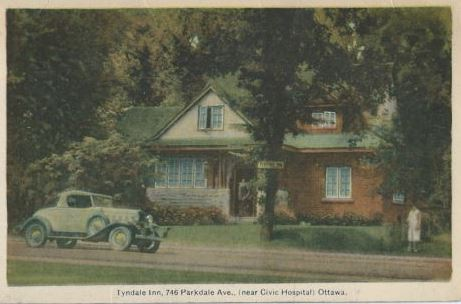 Tyndale Inn, 746 Parkdale Ave., (near Civic Hospital) Ottawa.